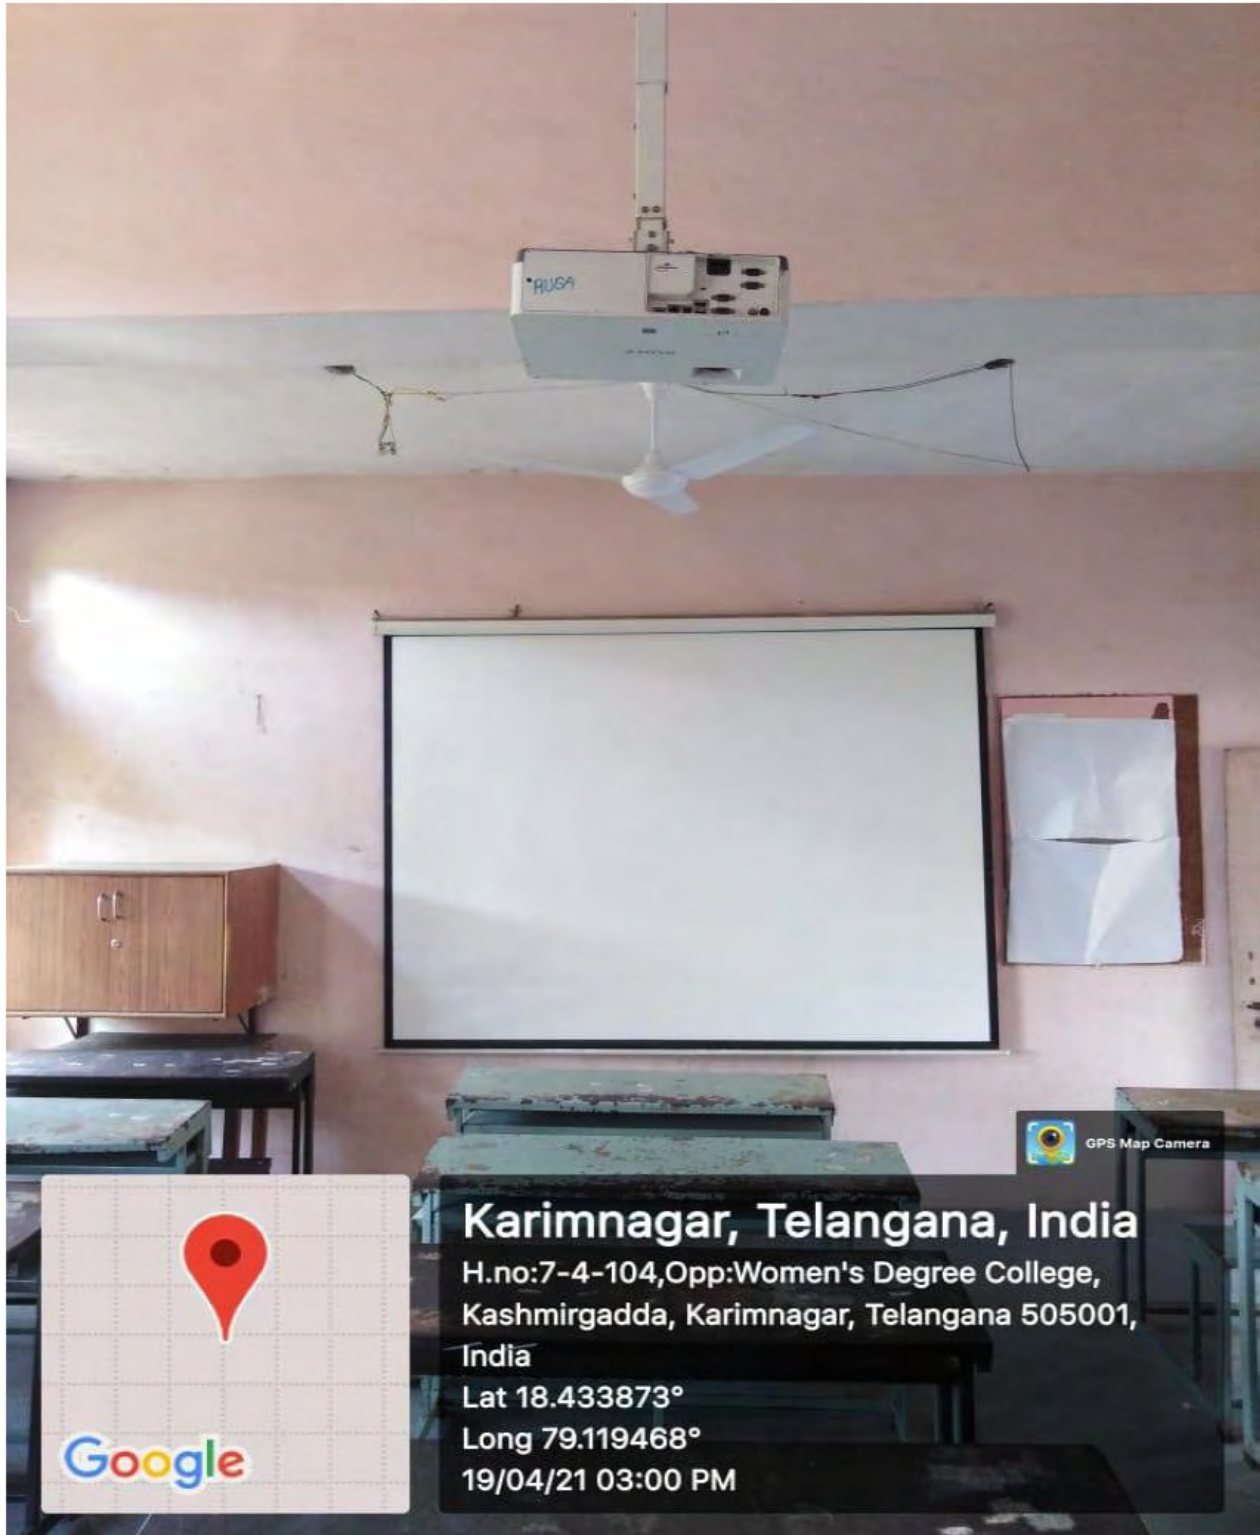 RUSA
SONY
GPS Map Camera
Karimnagar, Telangana, India
H.no:7-4-104,Opp:Women's Degree College,
Kashmirgadda, Karimnagar, Telangana 505001,
India
Lat 18.433873°
Long 79.119468°
19/04/21 03:00 PM
Google